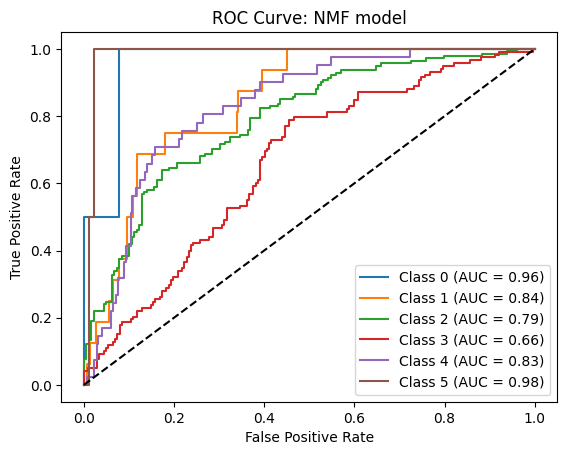 ROC Curve: NMF model
True Positive Rate
1.0
0.8
0.6
0.4
0.2
0.0
Class 0 (AUC = 0.96)
Class 1 (AUC = 0.84)
Class 2 (AUC = 0.79)
Class 3 (AUC = 0.66)
Class 4 (AUC = 0.83)
Class 5 (AUC = 0.98)
0.0 0.2 0.4 0.6 0.8 1.0
False Positive Rate